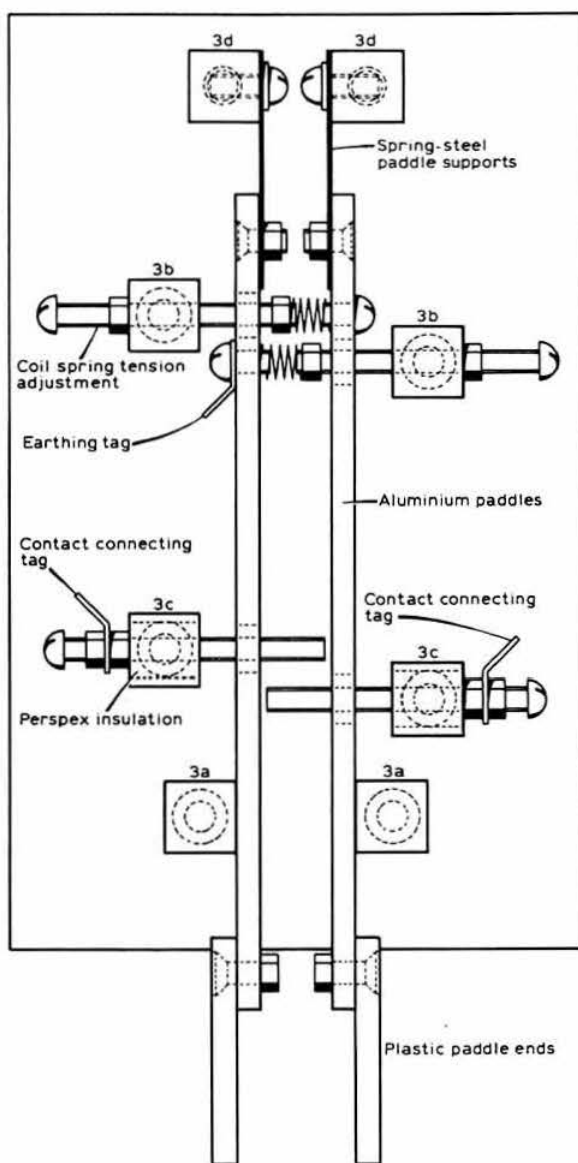 3d
3d
Spring-steel
paddle supports
3b
3b
Coil spring tension
adjustment
Earthing tag
Aluminium paddles
Contact connecting
tag
3c
Contact connecting
tag
3c
Perspex insulation
3a
3a
Plastic paddle ends